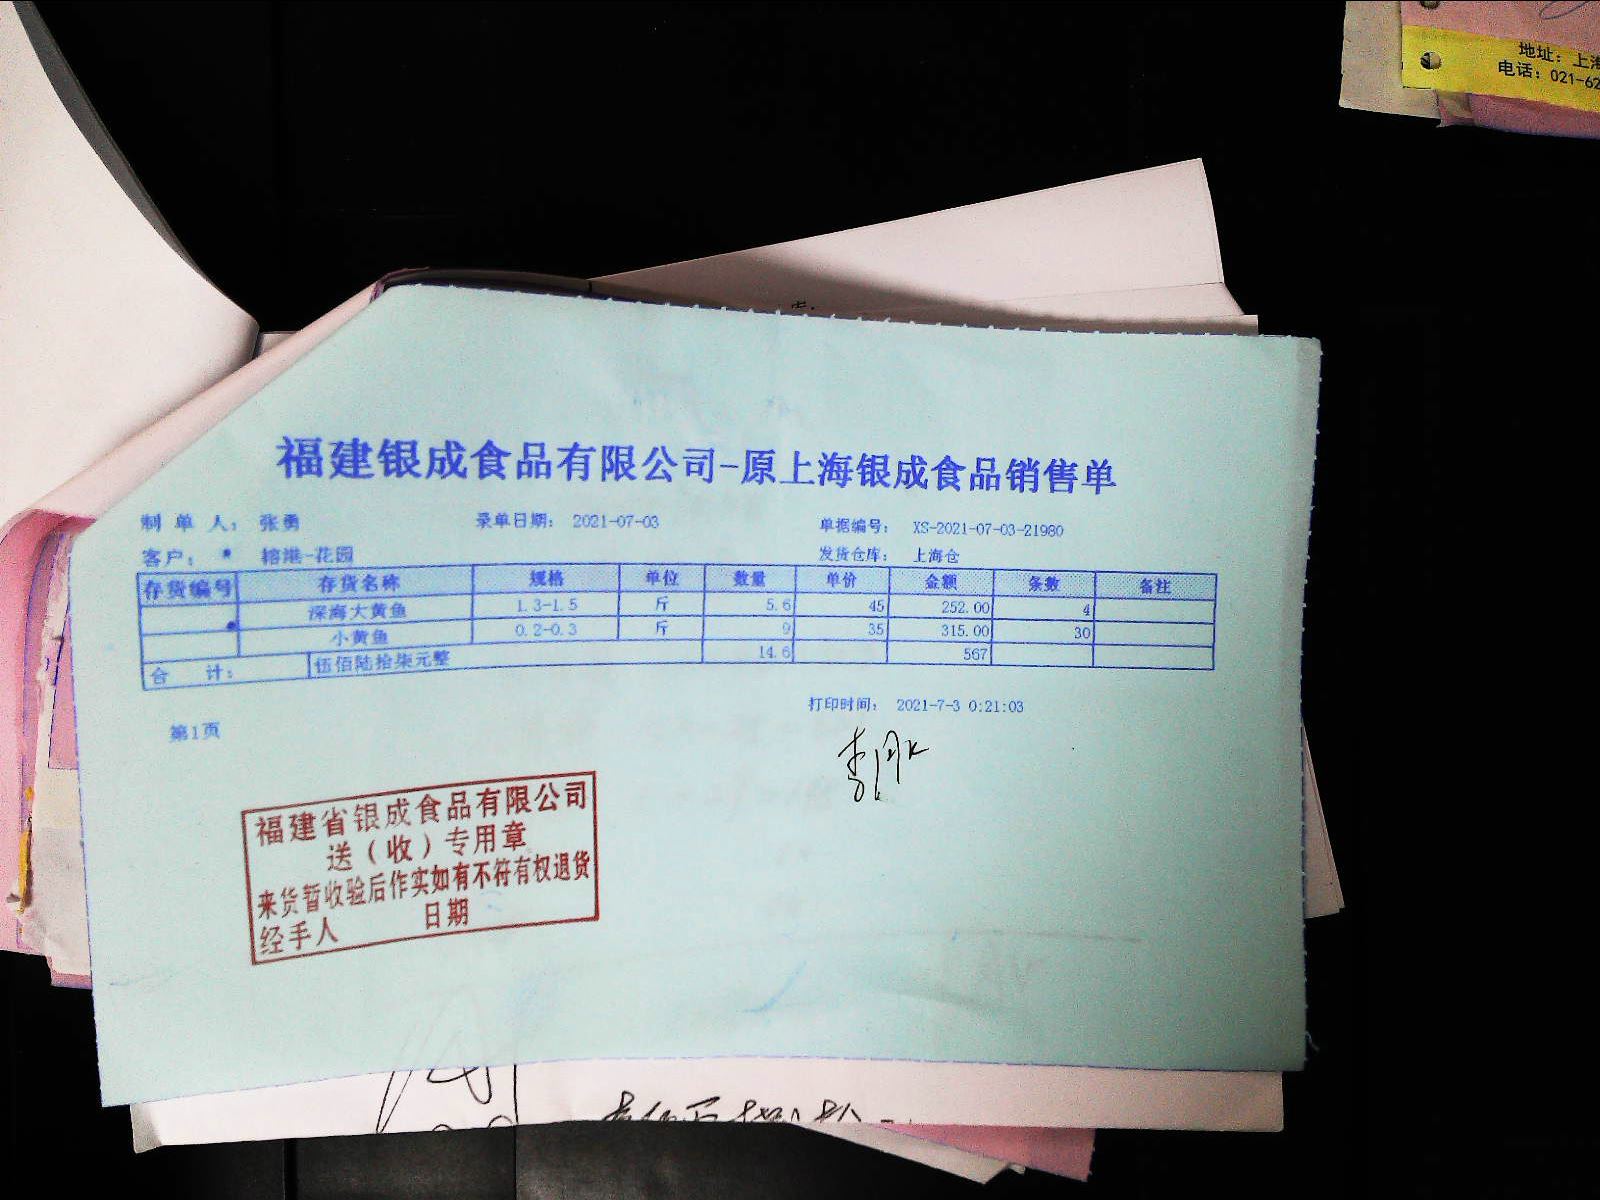 地址：上海
电话：021-62
福建银成食品有限公司-原上海银成食品销售单
制 单 人： 张勇 录单日期： 2021-07-03 单据编号： XS-2021-07-03-21980
客户： 榕港-花园 发货仓库： 上海仓
存货编号 存货名称 规格 单位 数量 单价 金额 条数 备注
深海大黄鱼 1.3-1.5 斤 5.6 45 252.00 4
小黄鱼 0.2-0.3 斤 9 35 315.00 30
合 计： 伍佰陆拾柒元整 14.6 567
打印时间： 2021-7-3 0:21:03
第1页
福建省银成食品有限公司
送（收）专用章
来货暂收验后作实如有不符有权退货
经手人 日期